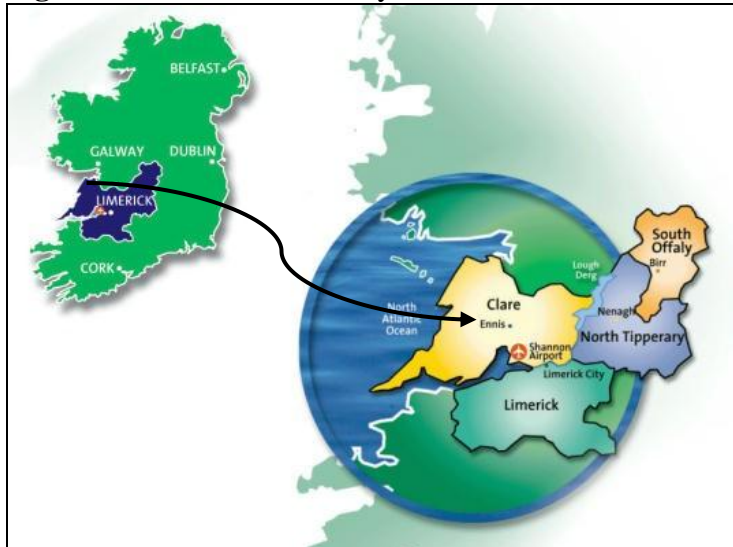 BELFAST
GALWAY
DUBLIN
LIMERICK
CORK
South
Offaly
Birr
Lough
Derg
Clare
Ennis
Nenagh
North
Atlantic
Ocean
North Tipperary
Shannon
Airport
Limerick City
Limerick